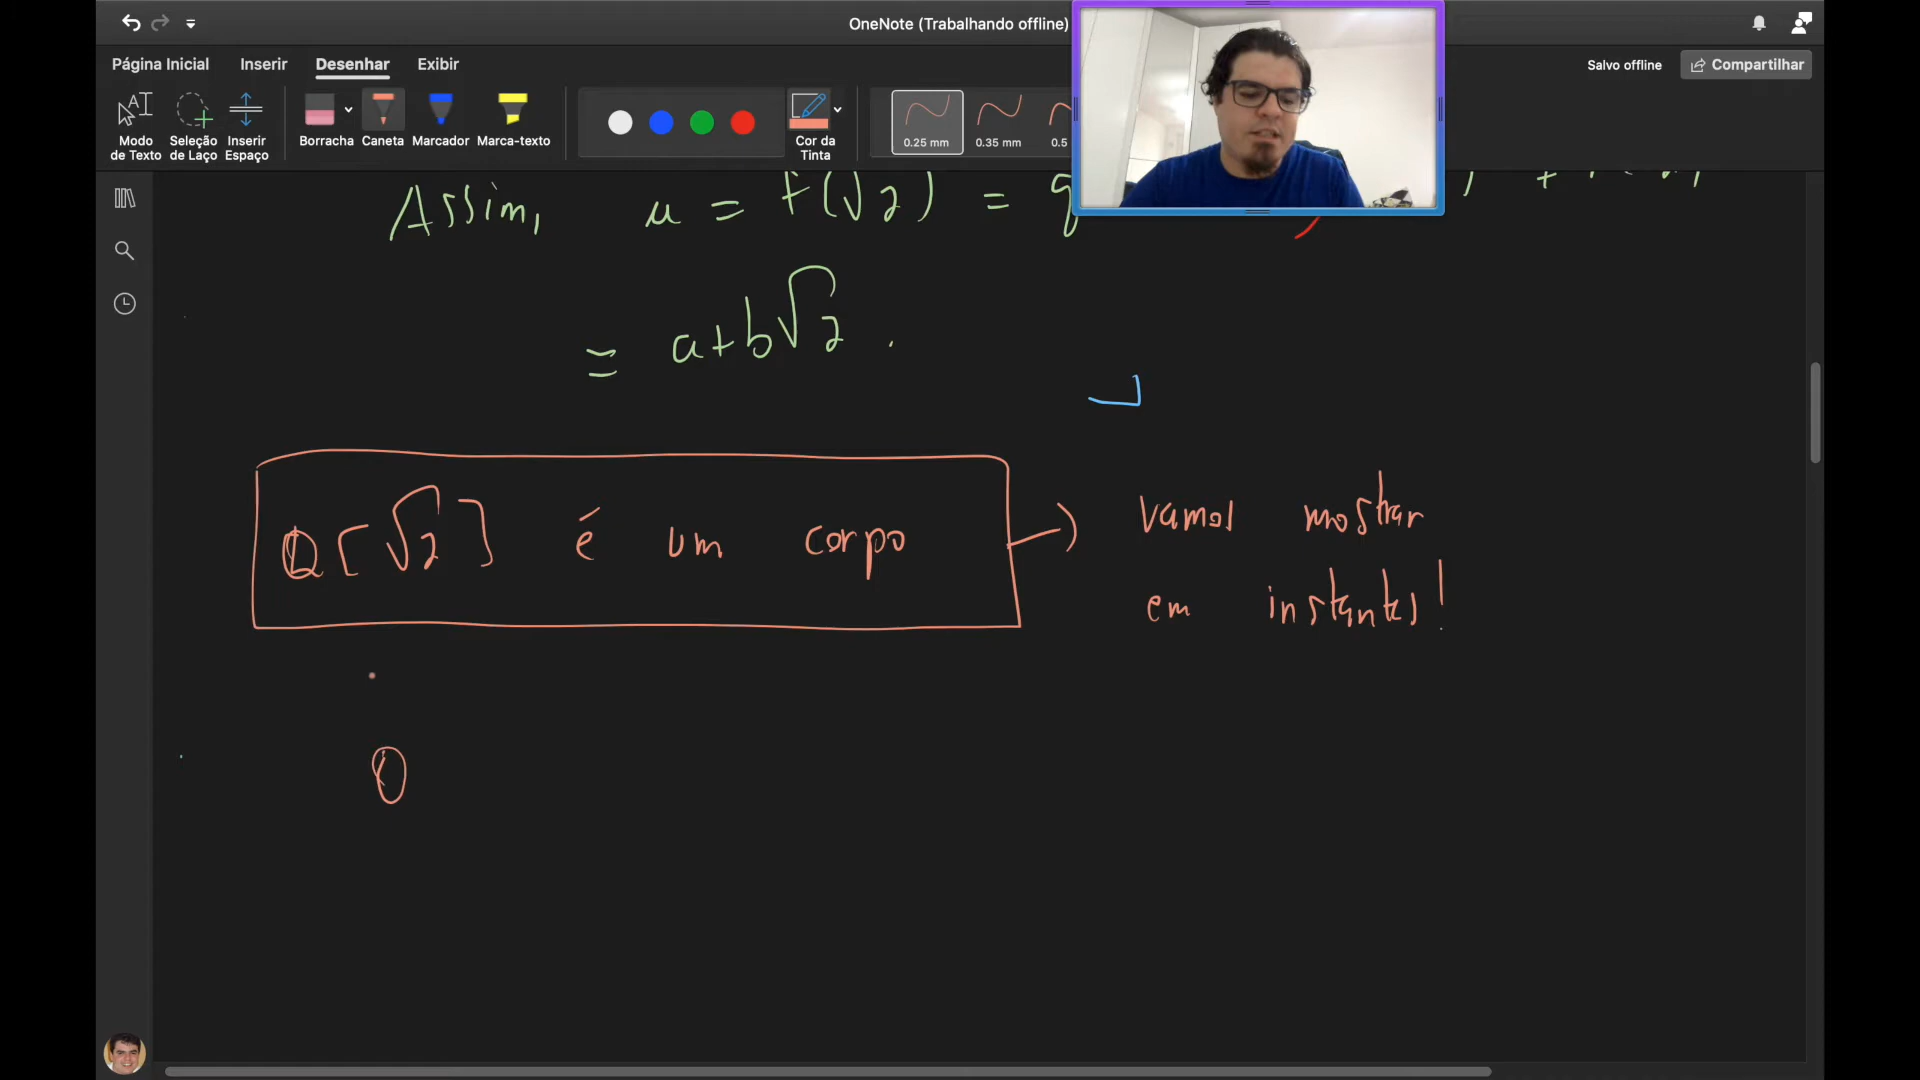 OneNote (Trabalhando offline)
Página Inicial Inserir Desenhar Exibir
Salvo offline Compartilhar
Modo de Texto Seleção de Laço Inserir Espaço Borracha Caneta Marcador Marca-texto Cor da Tinta 0.25 mm 0.35 mm 0.5
Assim, u = f(√2) =
= a+b√2 .
Q[√2] é um corpo → vamos mostrar
em instantes!